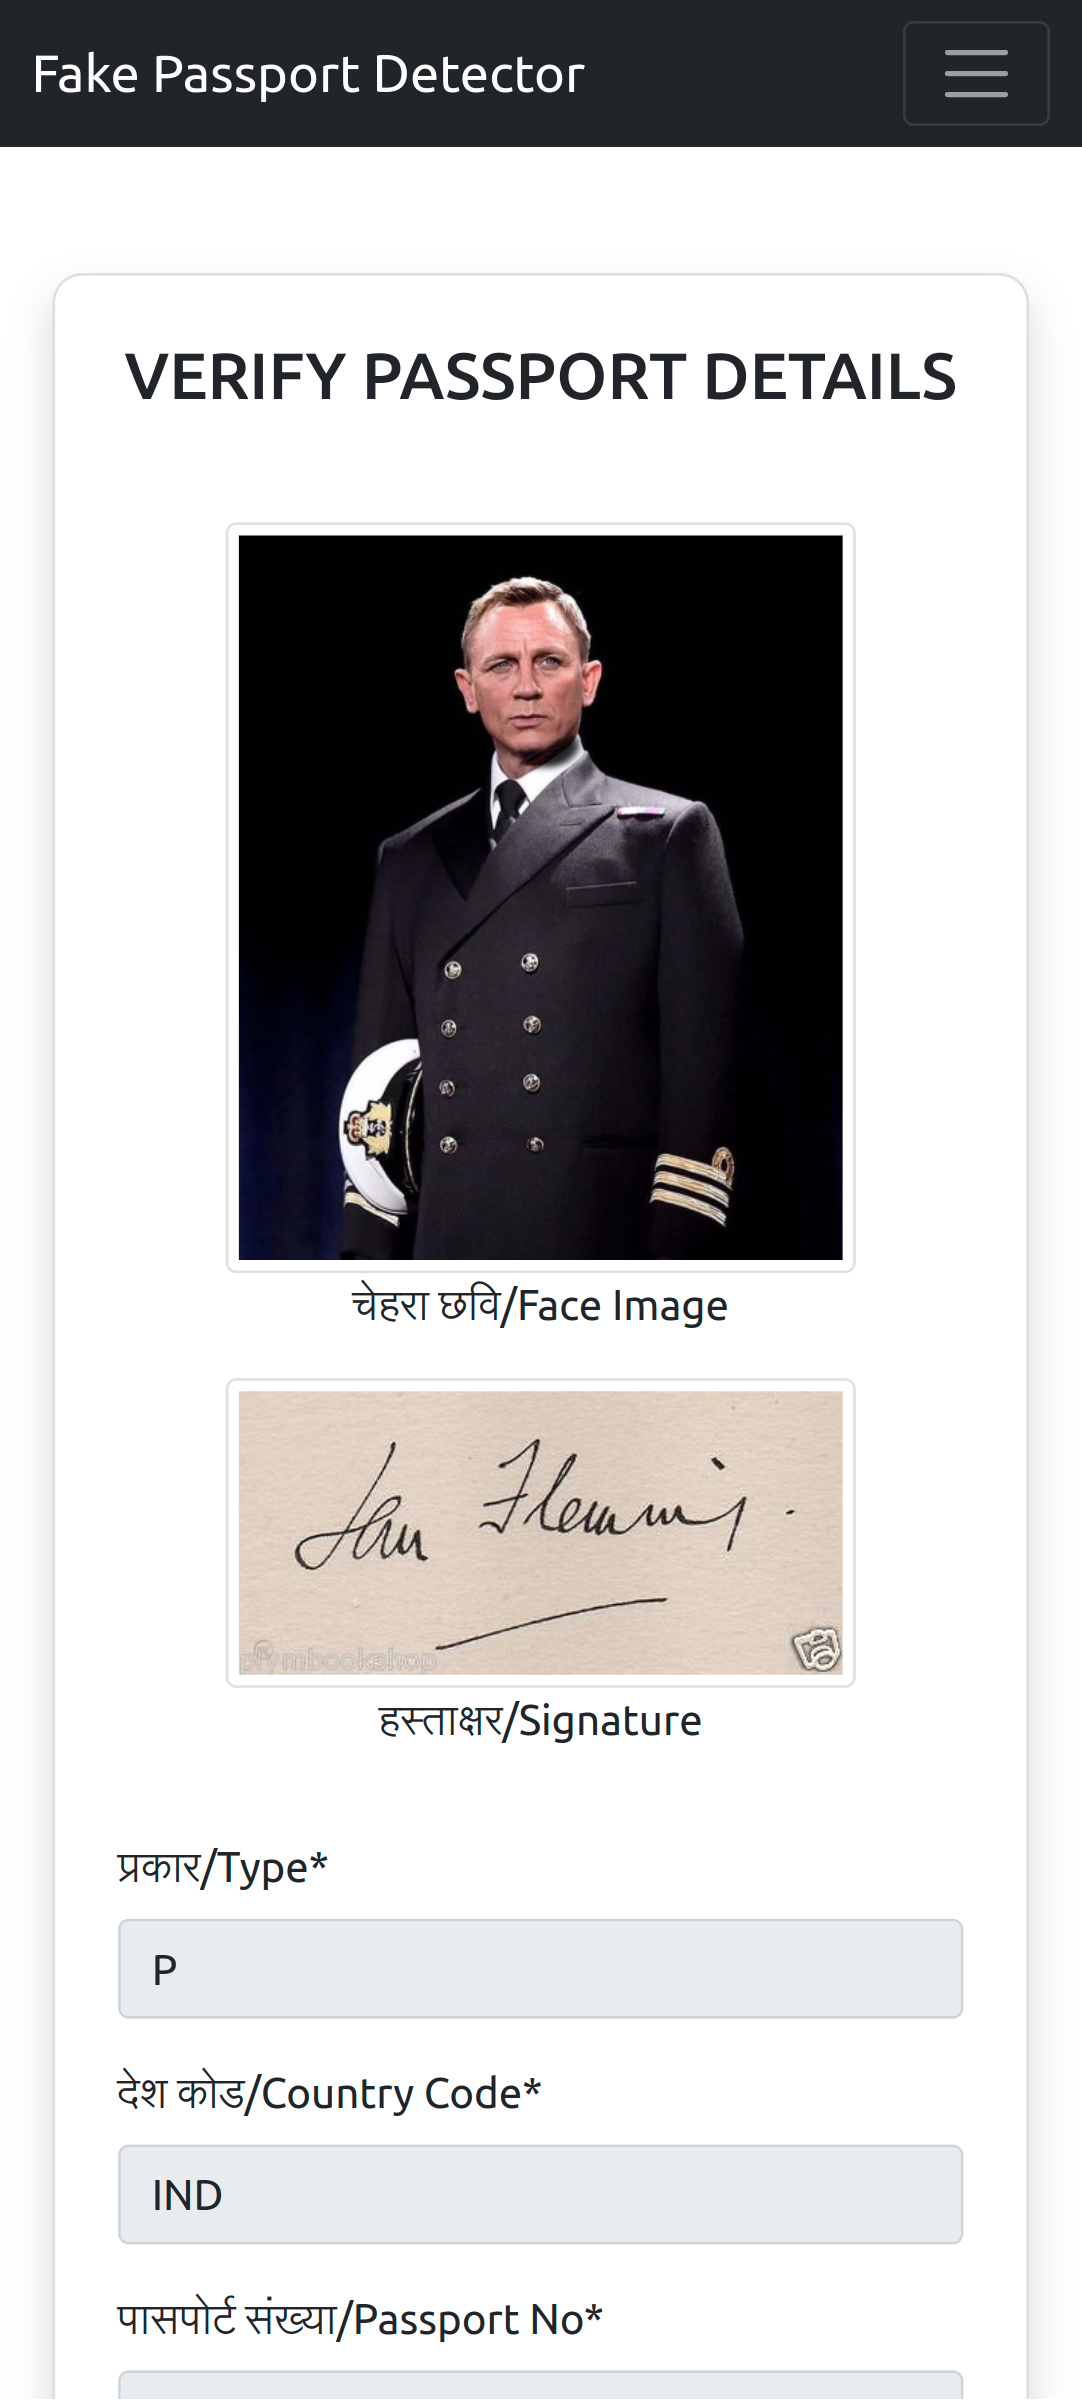 Fake Passport Detector
VERIFY PASSPORT DETAILS
चेहरा छवि/Face Image
Ian Fleming.
plymbookshop
हस्ताक्षर/Signature
प्रकार/Type*
P
देश कोड/Country Code*
IND
पासपोर्ट संख्या/Passport No*